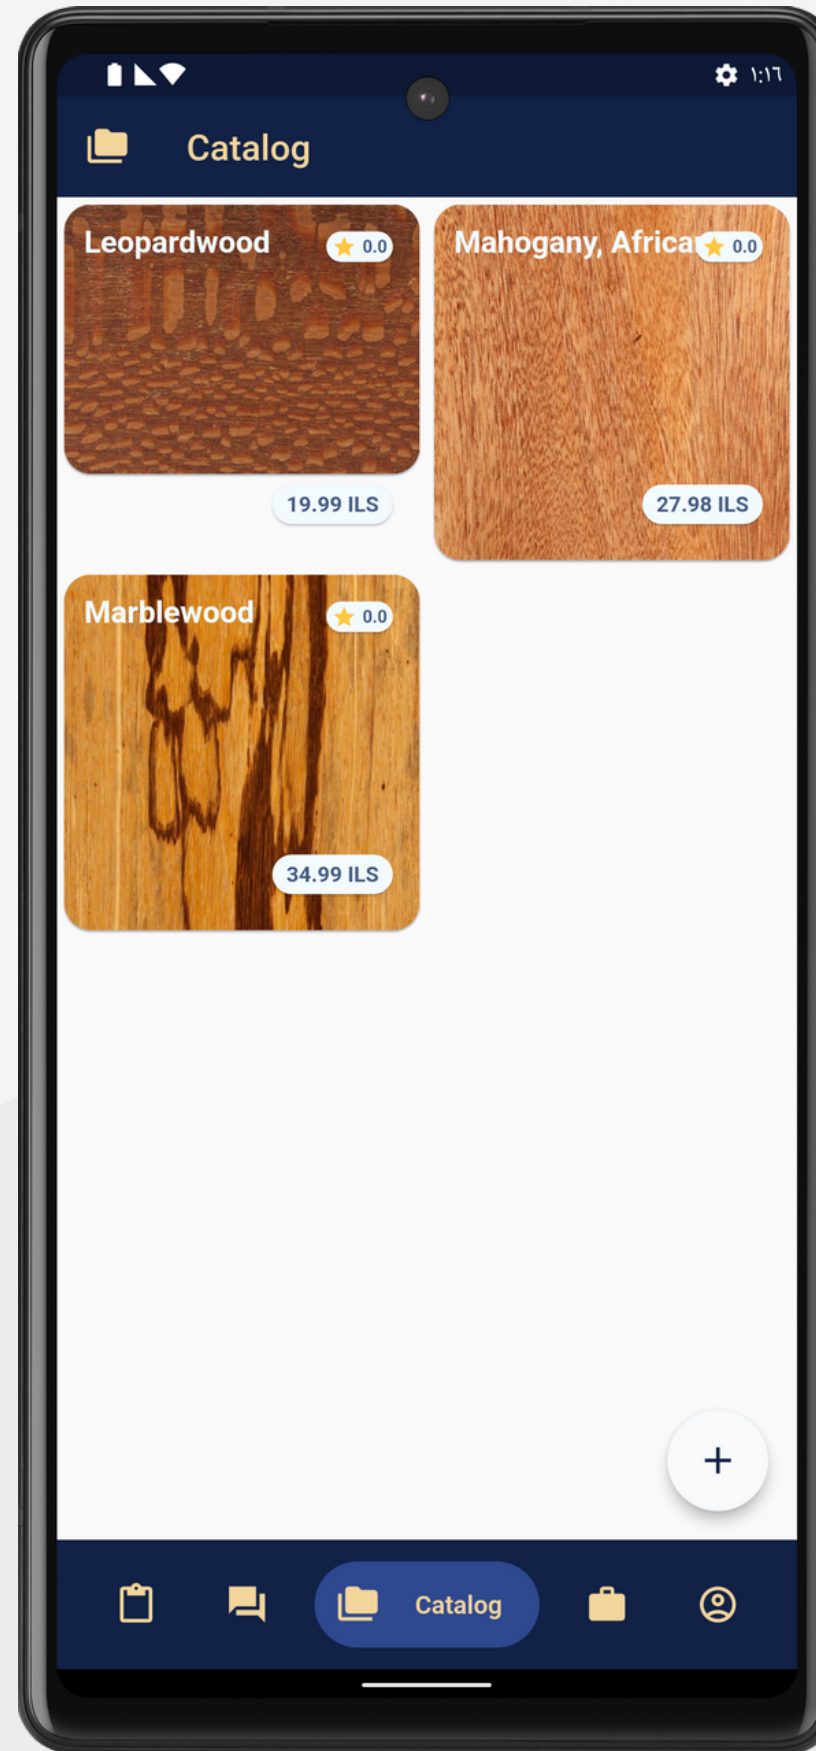 ١:١٦
Catalog
Leopardwood
0.0
Mahogany, Africa
0.0
19.99 ILS
27.98 ILS
Marblewood
0.0
34.99 ILS
Catalog